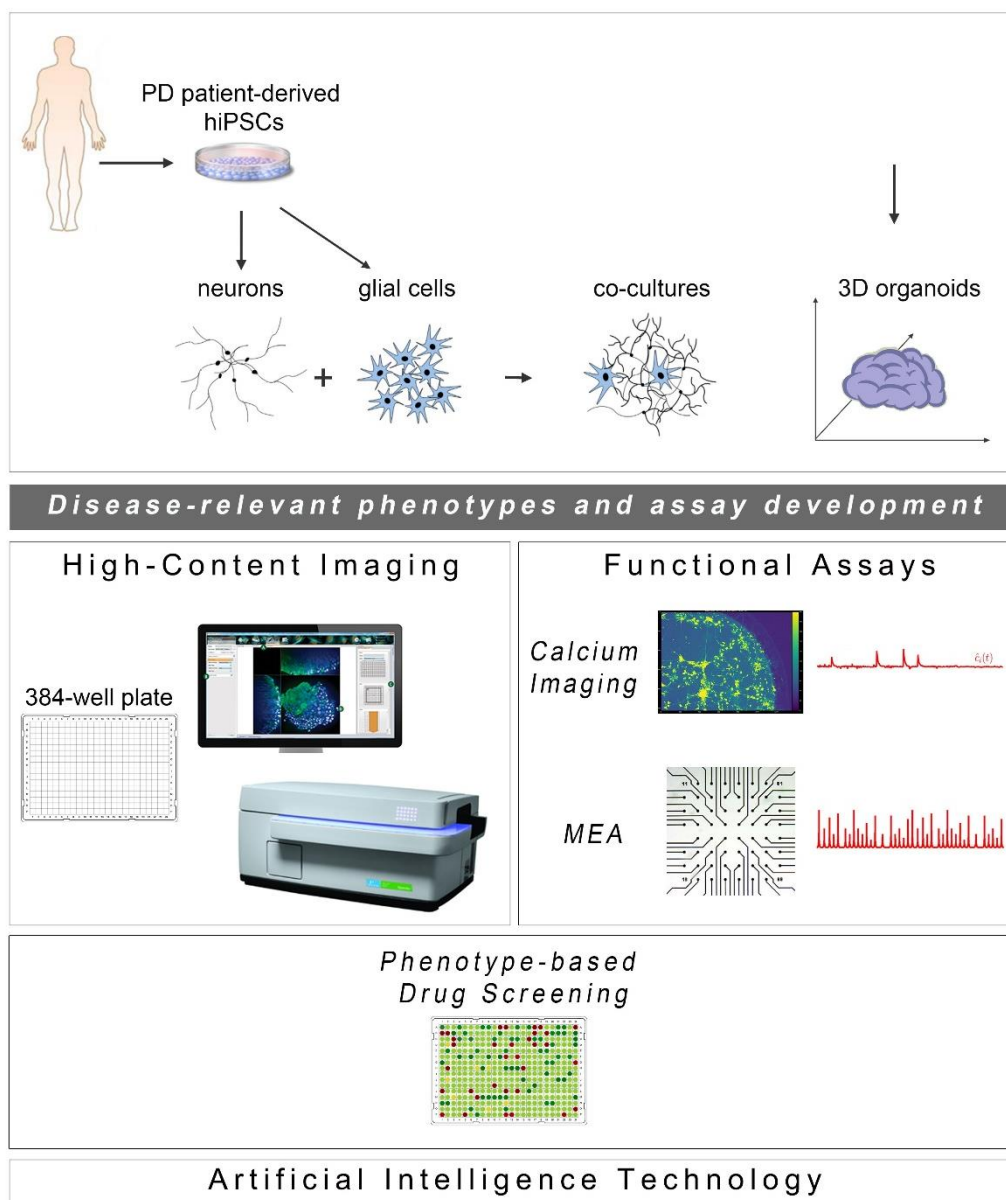 PD patient-derived
hiPSCs
neurons
glial cells
co-cultures
3D organoids
+
Disease-relevant phenotypes and assay development
High-Content Imaging
384-well plate
Functional Assays
Calcium
Imaging
MEA
Phenotype-based
Drug Screening
Artificial Intelligence Technology